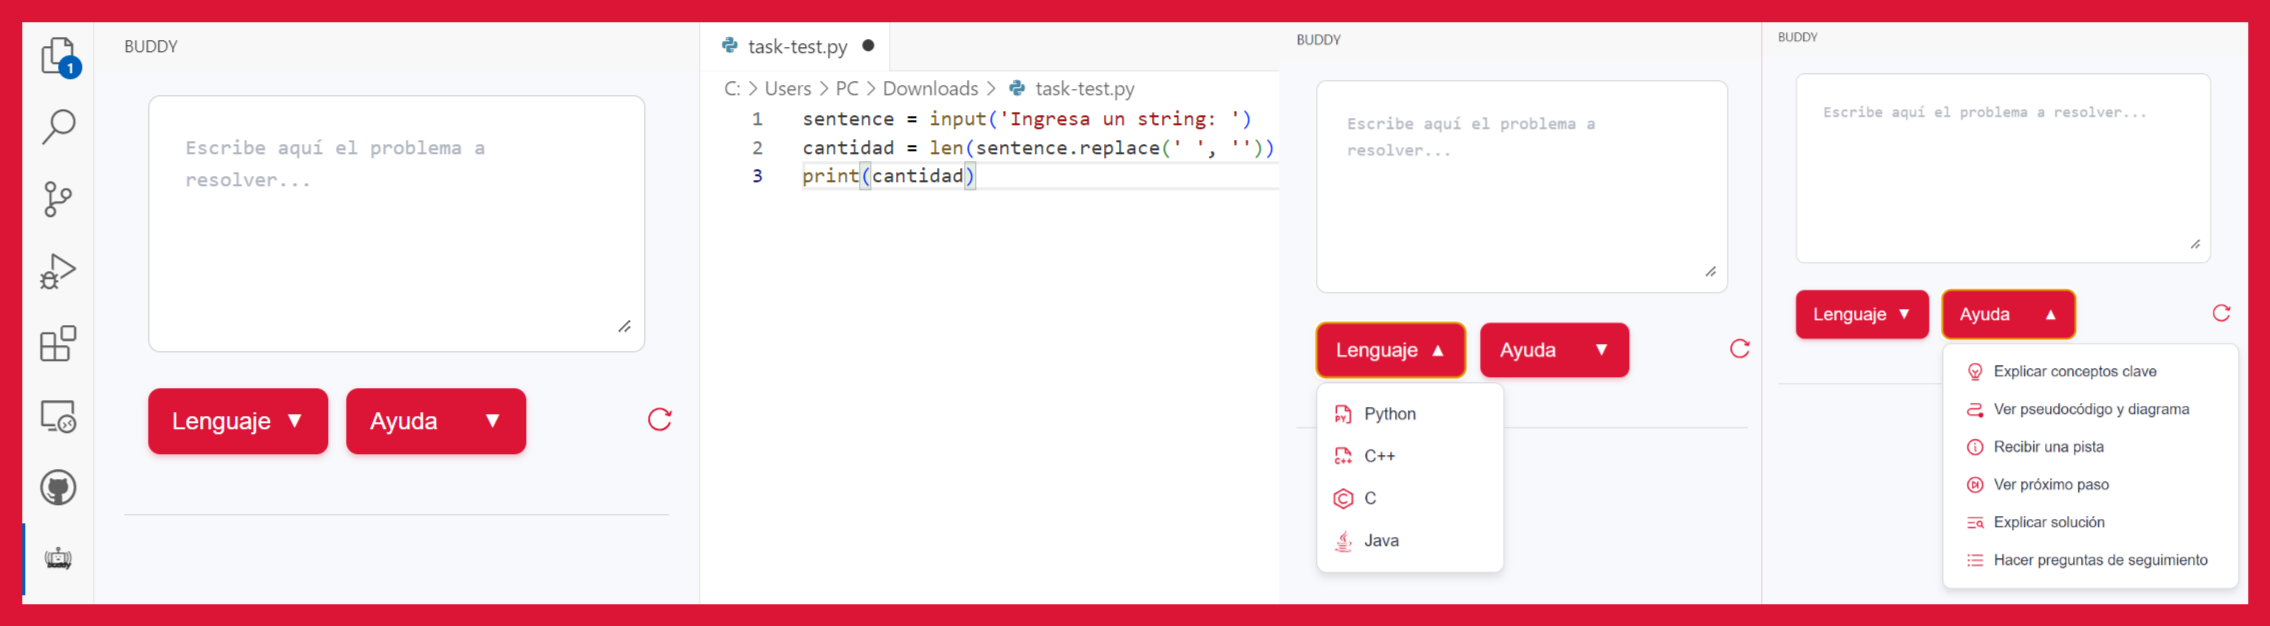 1
BUDDY
Escribe aquí el problema a
resolver...
Lenguaje ▼
Ayuda ▼
Buddy
task-test.py ●
C: > Users > PC > Downloads > task-test.py
1 sentence = input('Ingresa un string: ')
2 cantidad = len(sentence.replace(' ', ''))
3 print(cantidad)
BUDDY
Escribe aquí el problema a
resolver...
Lenguaje ▲
Ayuda ▼
PY Python
C++ C++
C C
Java
BUDDY
Escribe aquí el problema a resolver...
Lenguaje ▼
Ayuda ▲
Explicar conceptos clave
Ver pseudocódigo y diagrama
Recibir una pista
Ver próximo paso
Explicar solución
Hacer preguntas de seguimiento